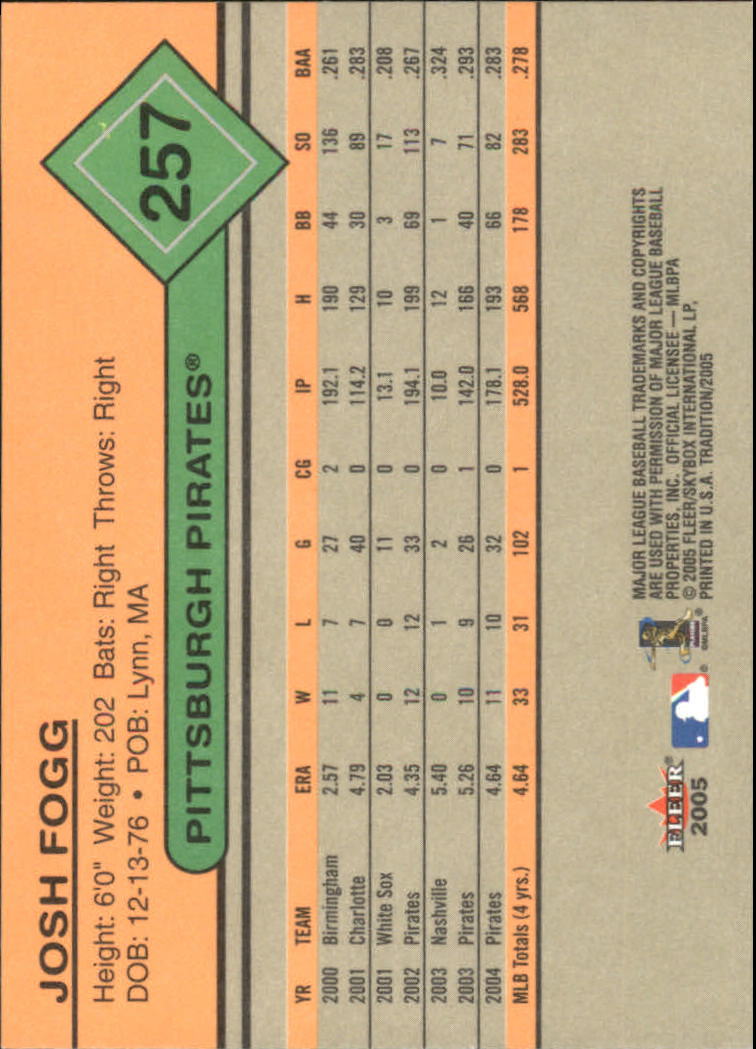 JOSH FOGG
Height: 6'0" Weight: 202 Bats: Right Throws: Right
DOB: 12-13-76 • POB: Lynn, MA
257
PITTSBURGH PIRATES®
YR TEAM ERA W L G CG IP H BB SO BAA
2000 Birmingham 2.57 11 7 27 2 192.1 190 44 136 .261
2001 Charlotte 4.79 4 7 40 0 114.2 129 30 89 .283
2001 White Sox 2.03 0 0 11 0 13.1 10 3 17 .208
2002 Pirates 4.35 12 12 33 0 194.1 199 69 113 .267
2003 Nashville 5.40 0 1 2 0 10.0 12 1 7 .324
2003 Pirates 5.26 10 9 26 1 142.0 166 40 71 .293
2004 Pirates 4.64 11 10 32 0 178.1 193 66 82 .283
MLB Totals (4 yrs.) 4.64 33 31 102 1 528.0 568 178 283 .278
FLEER®
2005
®
®
©MLBPA
MAJOR LEAGUE BASEBALL TRADEMARKS AND COPYRIGHTS
ARE USED WITH PERMISSION OF MAJOR LEAGUE BASEBALL
PROPERTIES, INC. OFFICIAL LICENSEE — MLBPA
© 2005 FLEER/SKYBOX INTERNATIONAL LP,
PRINTED IN U.S.A. TRADITION/2005